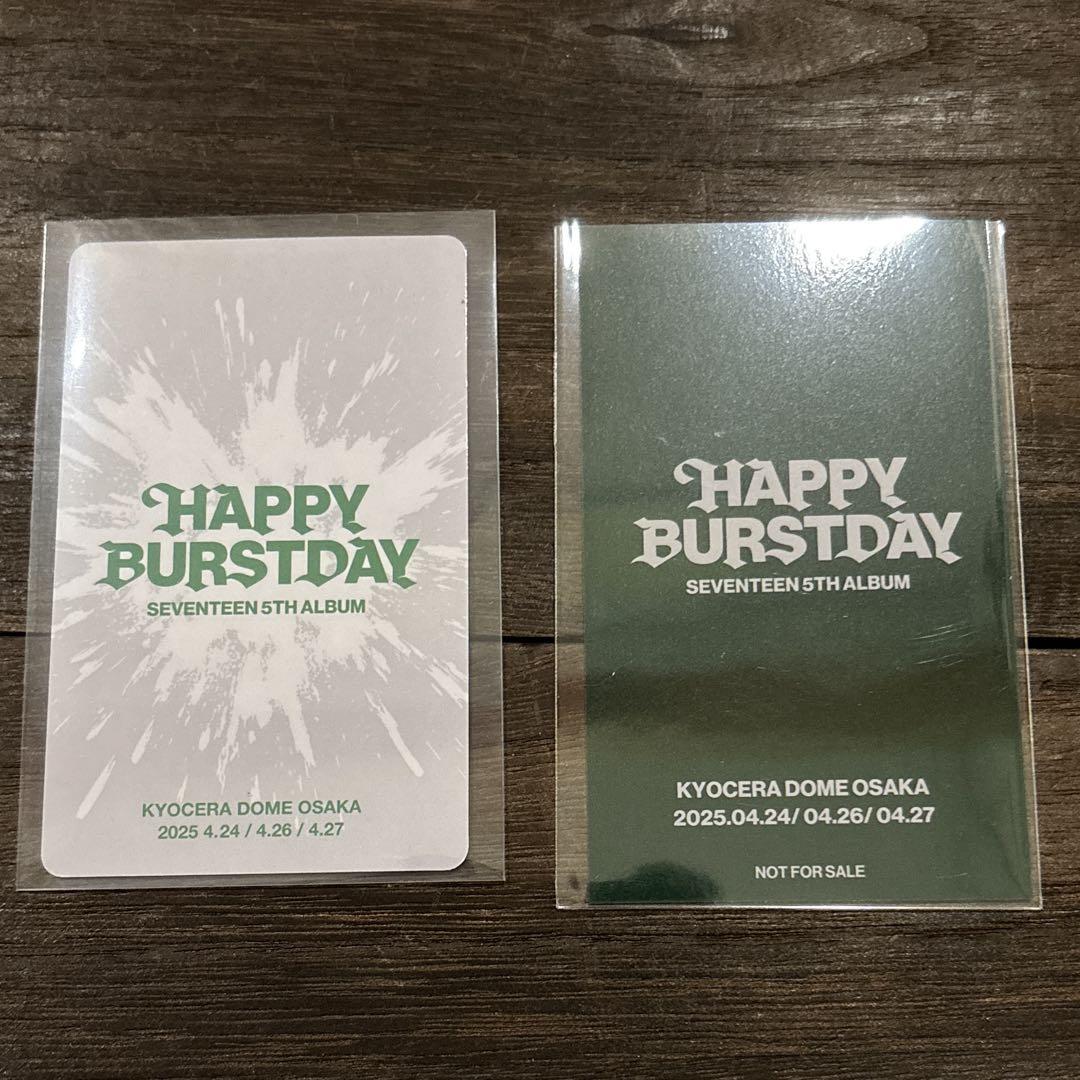 HAPPY
BURSTDAY
SEVENTEEN 5TH ALBUM
KYOCERA DOME OSAKA
2025 4.24 / 4.26 / 4.27
HAPPY
BURSTDAY
SEVENTEEN 5TH ALBUM
KYOCERA DOME OSAKA
2025.04.24/ 04.26/ 04.27
NOT FOR SALE